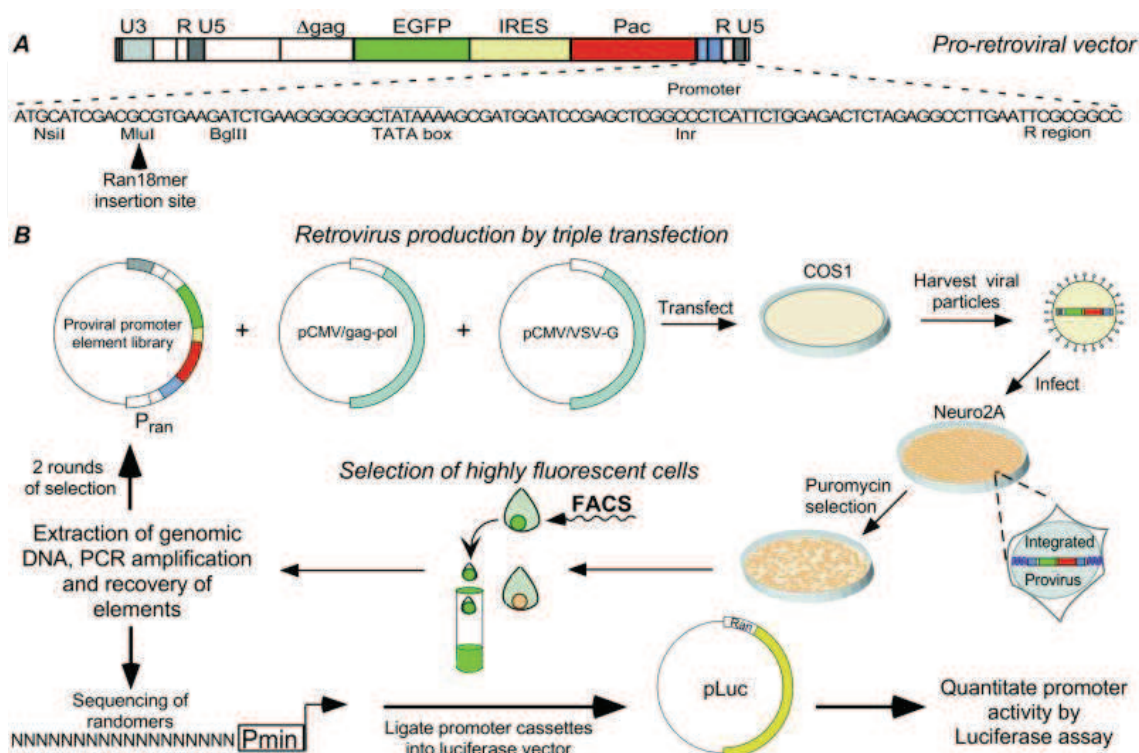 A
U3 R U5 Δgag EGFP IRES Pac R U5
Pro-retroviral vector
Promoter
ATGCATCGACGCGTGAAGATCTGAAGGGGGGCTATAAAAGCGATGGATCCGAGCTCGGCCCTCATTCTGGAGACTCTAGAGGCCTTGAATTCGCGGCC
NsiI MluI BglII TATA box Inr R region
Ran18mer
insertion site
B
Retrovirus production by triple transfection
Proviral promoter
element library
+
pCMV/gag-pol
+
pCMV/VSV-G
Transfect
COS1
Harvest viral
particles
Pran
Infect
Neuro2A
2 rounds
of selection
Selection of highly fluorescent cells
FACS
Puromycin
selection
Integrated
Provirus
Extraction of genomic
DNA, PCR amplification
and recovery of
elements
Sequencing of
randomers
NNNNNNNNNNNNNNNNNN Pmin
Ligate promoter cassettes
into luciferase vector
Ran
pLuc
Quantitate promoter
activity by
Luciferase assay